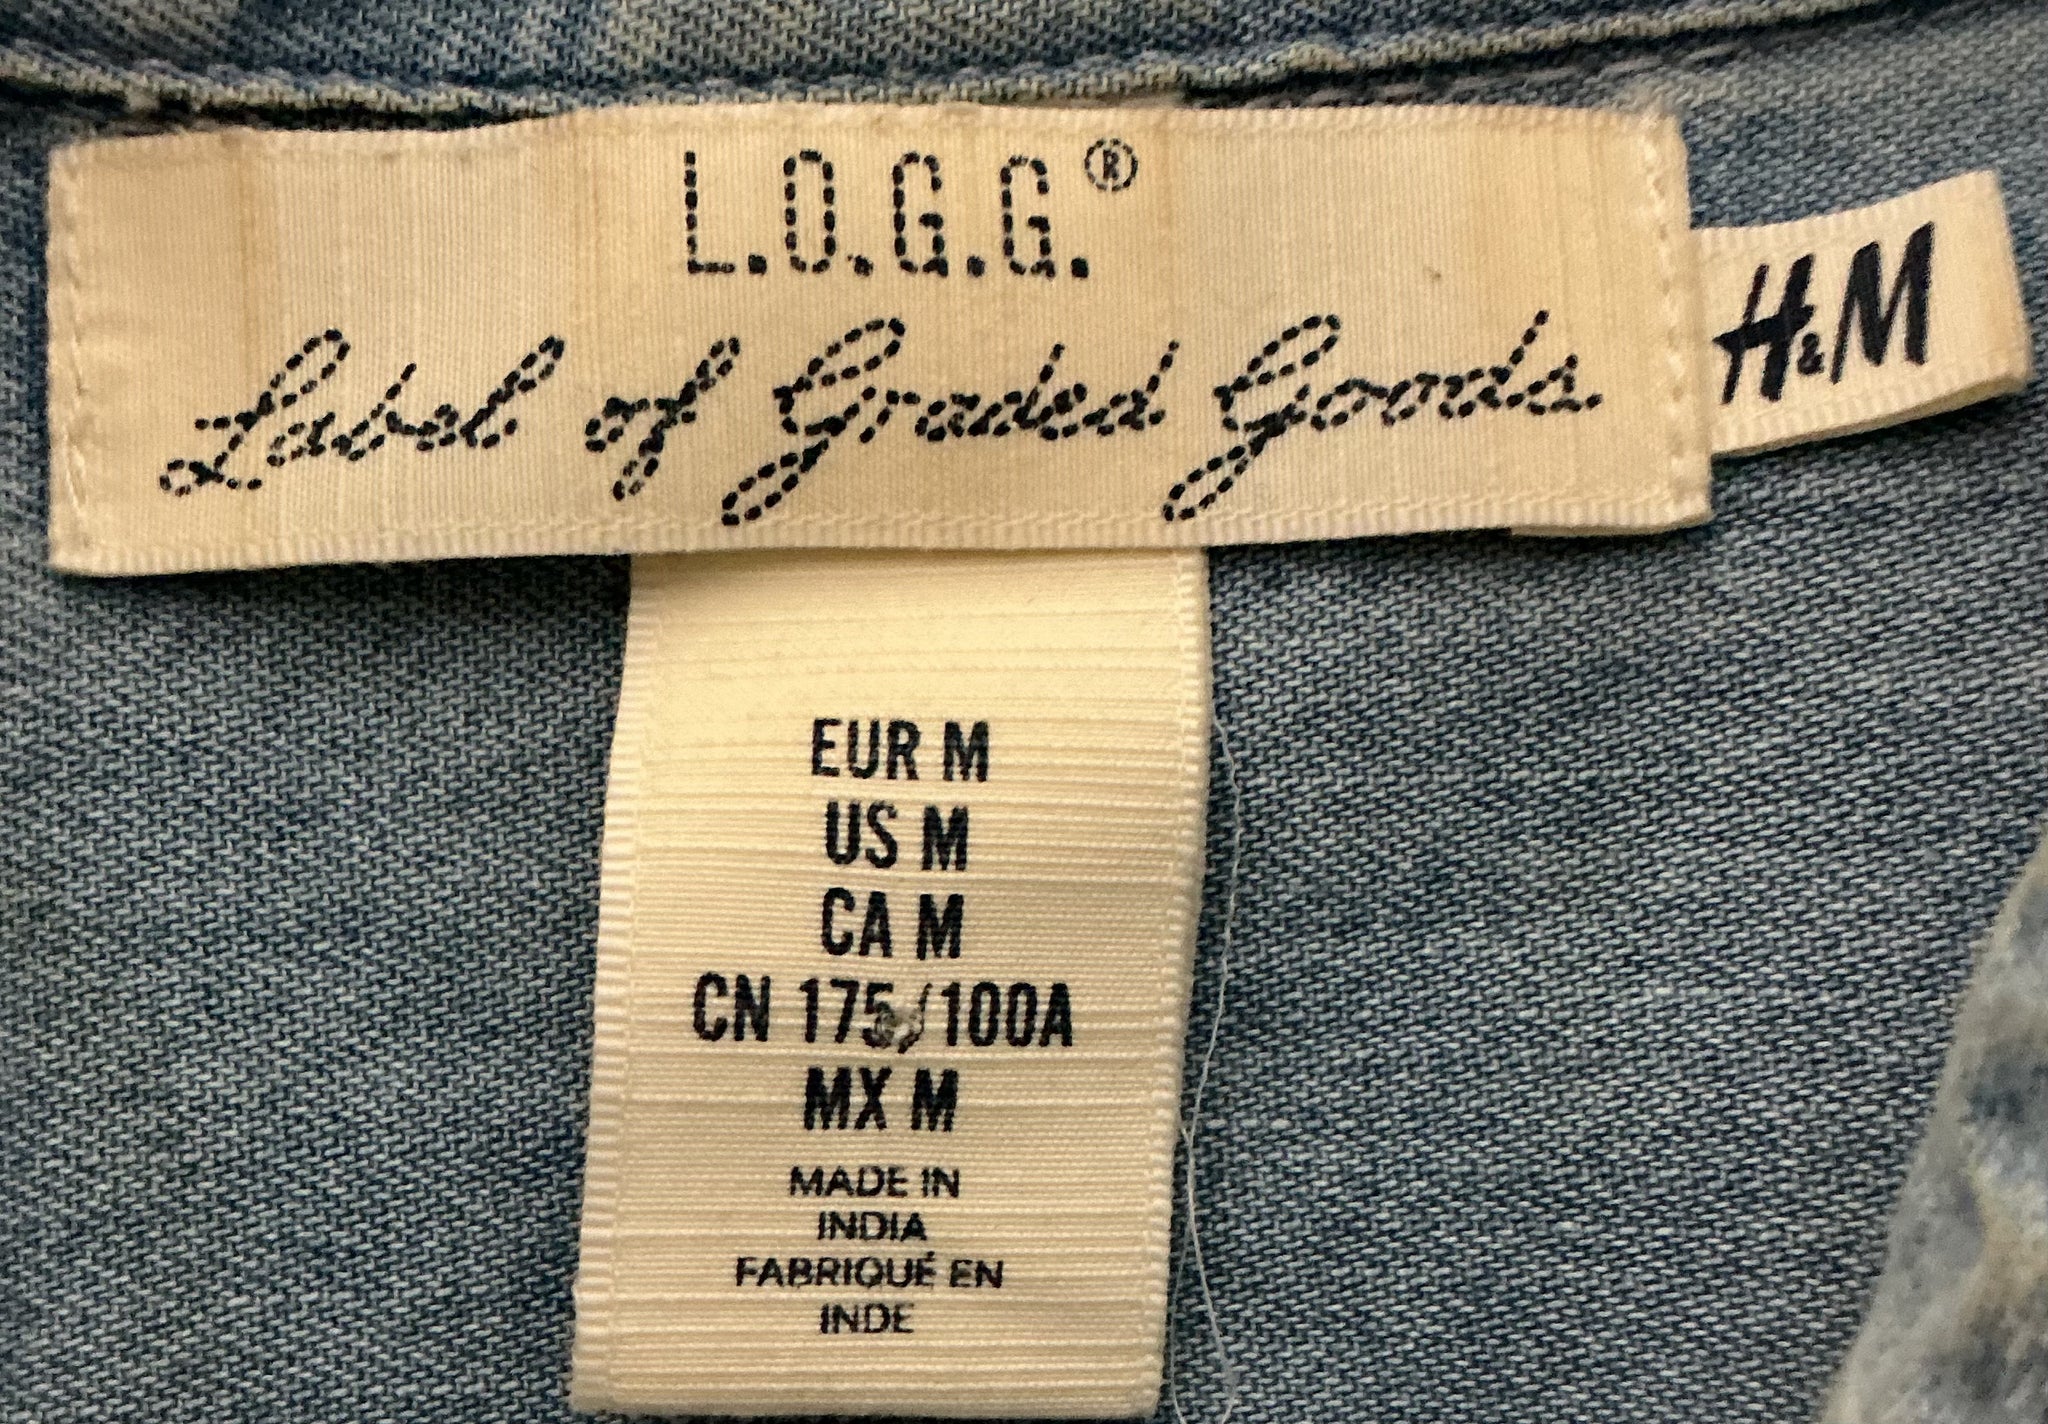 L.O.G.G.®
Label of Graded Goods
H&M
EUR M
US M
CA M
CN 175/100A
MX M
MADE IN
INDIA
FABRIQUÉ EN
INDE